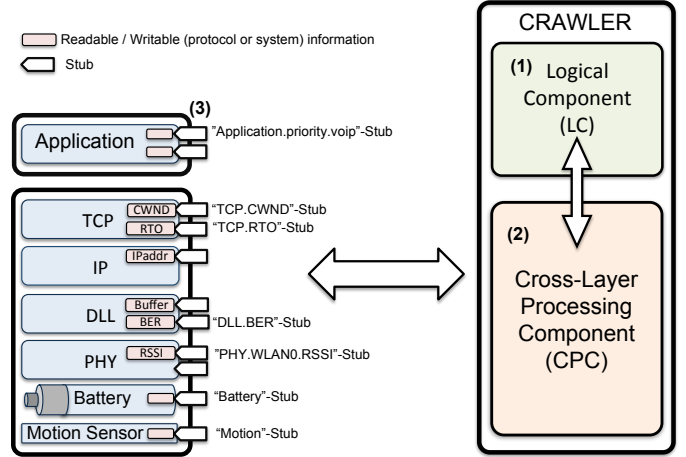 Readable / Writable (protocol or system) information
Stub
(3)
Application
"Application.priority.voip"-Stub
TCP
CWND
"TCP.CWND"-Stub
RTO
"TCP.RTO"-Stub
IP
IPaddr
DLL
Buffer
BER
"DLL.BER"-Stub
PHY
RSSI
"PHY.WLAN0.RSSI"-Stub
Battery
"Battery"-Stub
Motion Sensor
"Motion"-Stub
CRAWLER
(1) Logical
Component
(LC)
(2)
Cross-Layer
Processing
Component
(CPC)